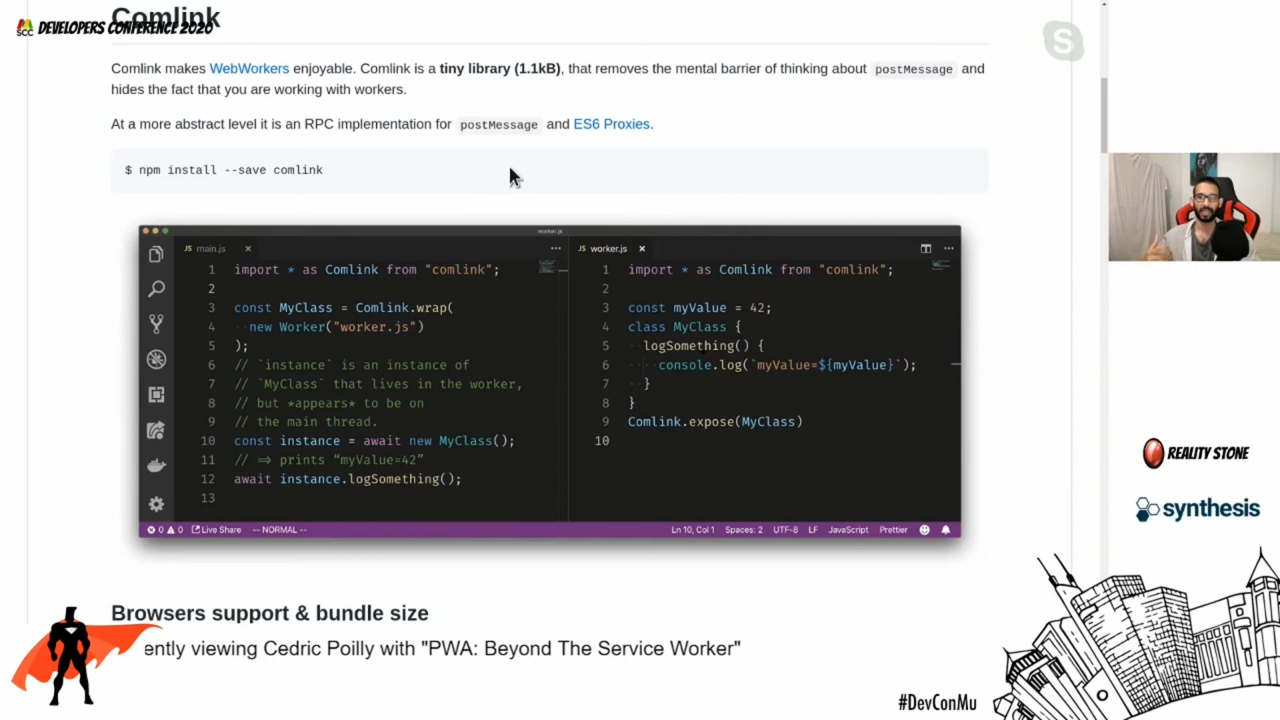 Comlink
SCC DEVELOPERS CONFERENCE 2020
Comlink makes WebWorkers enjoyable. Comlink is a tiny library (1.1kB), that removes the mental barrier of thinking about postMessage and
hides the fact that you are working with workers.
At a more abstract level it is an RPC implementation for postMessage and ES6 Proxies.
$ npm install --save comlink
worker.js
JS main.js ×
1 import * as Comlink from "comlink";
2
3 const MyClass = Comlink.wrap(
4 new Worker("worker.js")
5 );
6 // `instance` is an instance of
7 // `MyClass` that lives in the worker,
8 // but *appears* to be on
9 // the main thread.
10 const instance = await new MyClass();
11 // => prints “myValue=42”
12 await instance.logSomething();
13
JS worker.js ×
1 import * as Comlink from "comlink";
2
3 const myValue = 42;
4 class MyClass {
5 logSomething() {
6 console.log(`myValue=${myValue}`);
7 }
8 }
9 Comlink.expose(MyClass)
10
0 0 Live Share -- NORMAL -- Ln 10, Col 1 Spaces: 2 UTF-8 LF JavaScript Prettier
REALITY STONE
synthesis
Browsers support & bundle size
ently viewing Cedric Poilly with "PWA: Beyond The Service Worker"
#DevConMu